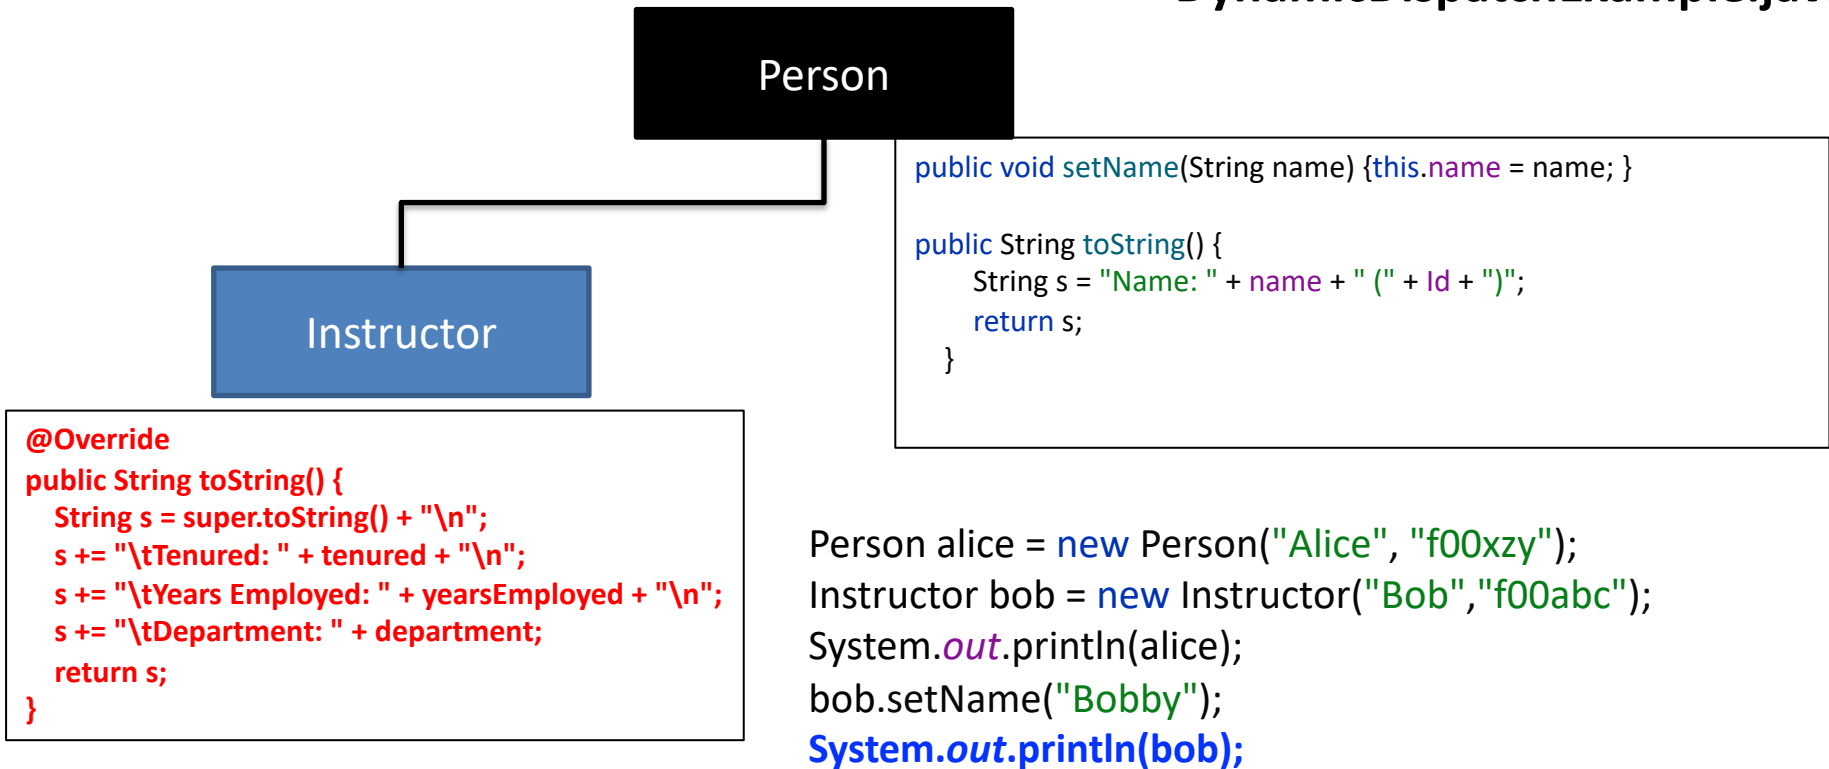 DynamicDispatchExample.jav
Person
public void setName(String name) {this.name = name; }
public String toString() {
String s = "Name: " + name + " (" + Id + ")";
return s;
}
Instructor
@Override
public String toString() {
String s = super.toString() + "\n";
s += "\tTenured: " + tenured + "\n";
s += "\tYears Employed: " + yearsEmployed + "\n";
s += "\tDepartment: " + department;
return s;
}
Person alice = new Person("Alice", "f00xzy");
Instructor bob = new Instructor("Bob","f00abc");
System.out.println(alice);
bob.setName("Bobby");
System.out.println(bob);